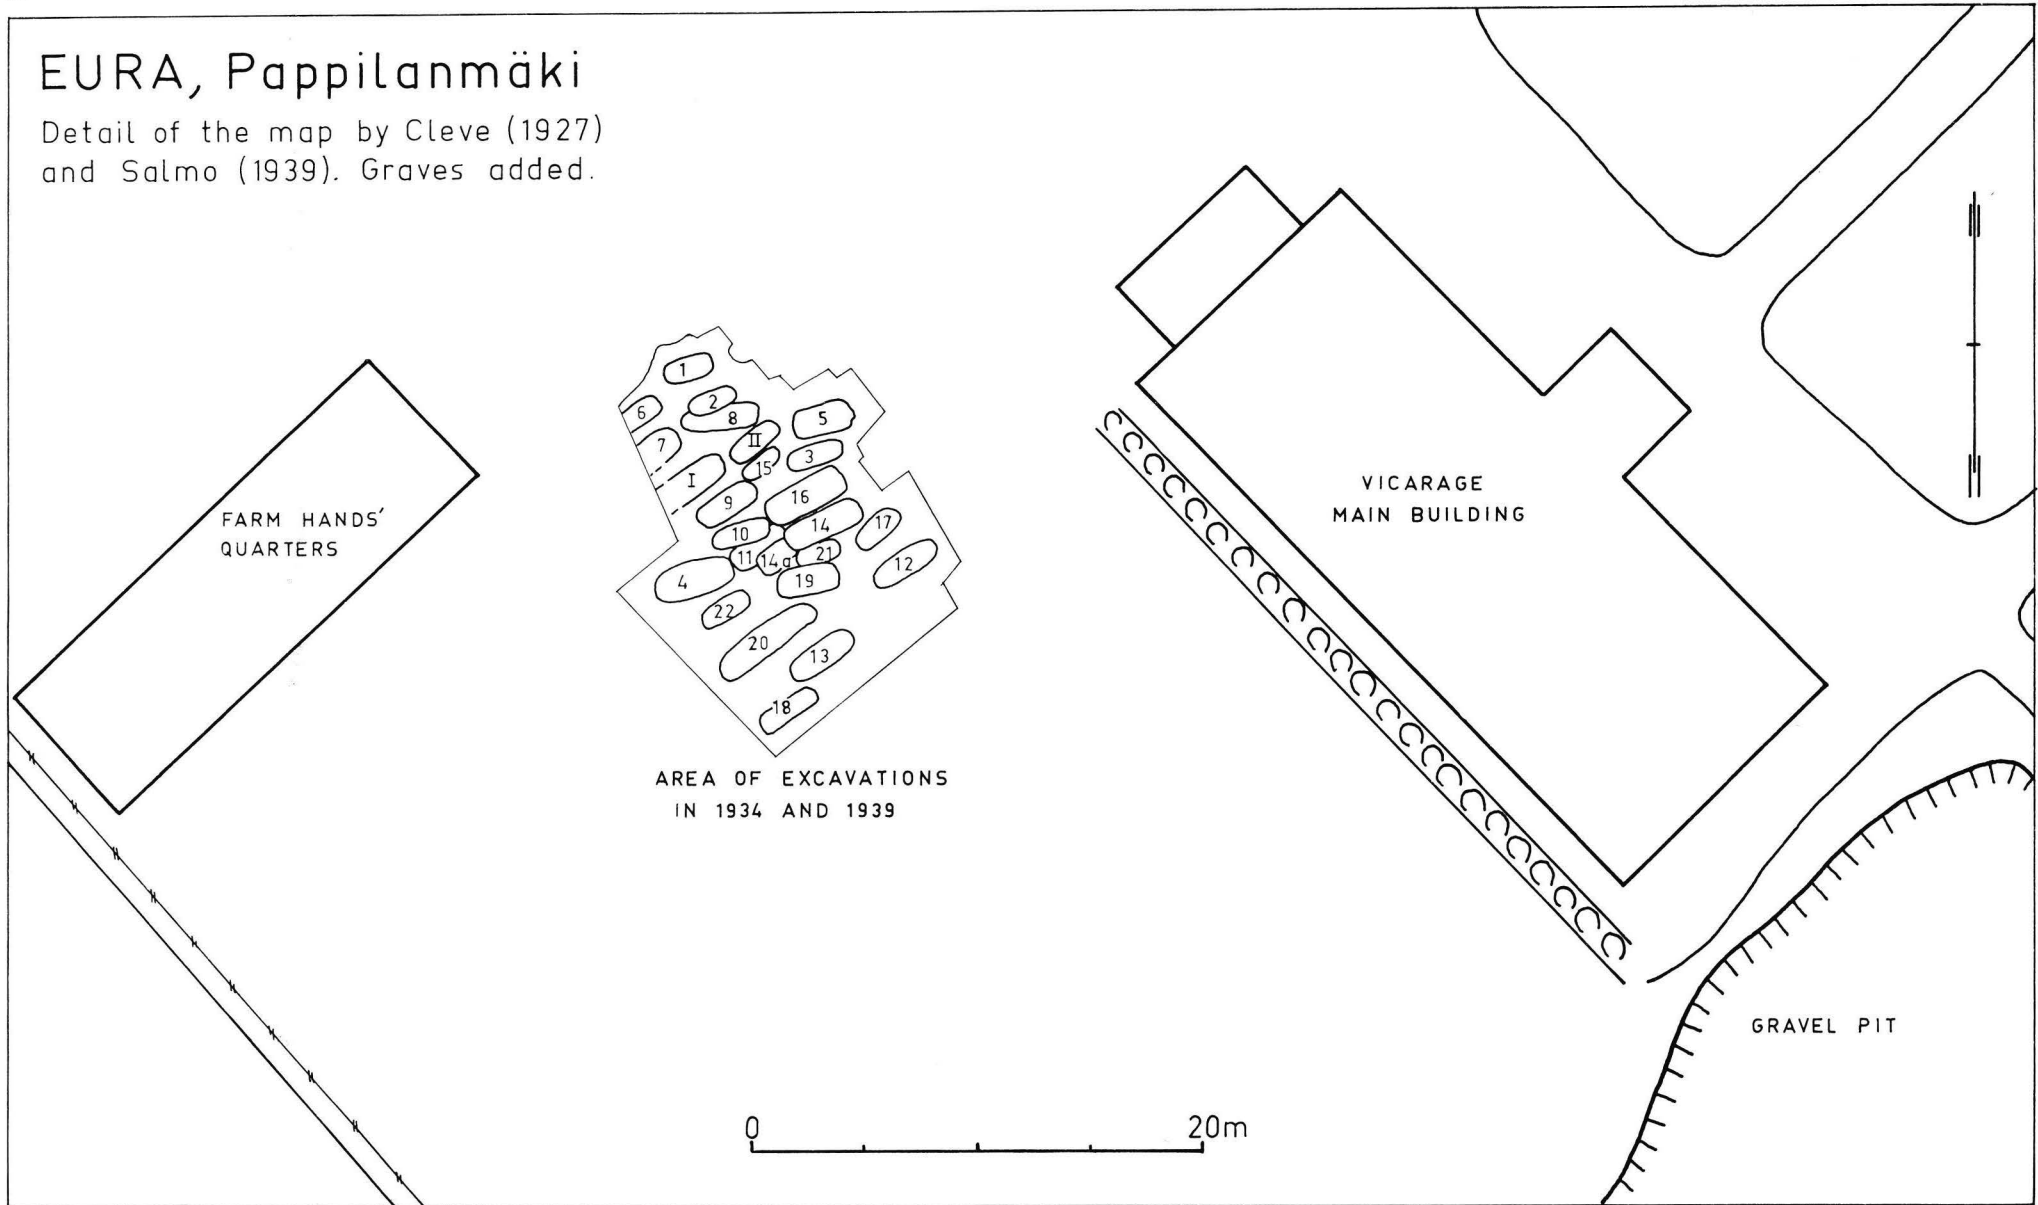 EURA, Pappilanmäki
Detail of the map by Cleve (1927)
and Salmo (1939). Graves added.
1
2
6
8
5
7
II
3
15
I
16
9
14
17
10
11
14a
21
12
4
19
22
20
13
18
FARM HANDS'
QUARTERS
VICARAGE
MAIN BUILDING
AREA OF EXCAVATIONS
IN 1934 AND 1939
GRAVEL PIT
0 20m